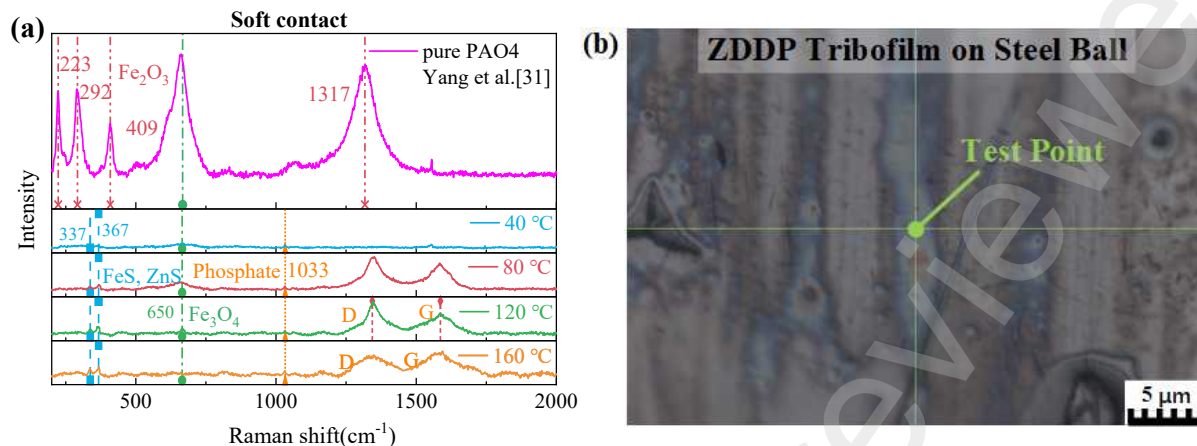 (a)
Soft contact
223
292
Fe₂O₃
409
1317
pure PAO4
Yang et al.[31]
40 ℃
337
367
80 ℃
FeS, ZnS
Phosphate
1033
120 ℃
650
Fe₃O₄
D
G
160 ℃
D
G
500
1000
1500
2000
Intensity
Raman shift(cm⁻¹)
(b)
ZDDP Tribofilm on Steel Ball
Test Point
5 µm
eview